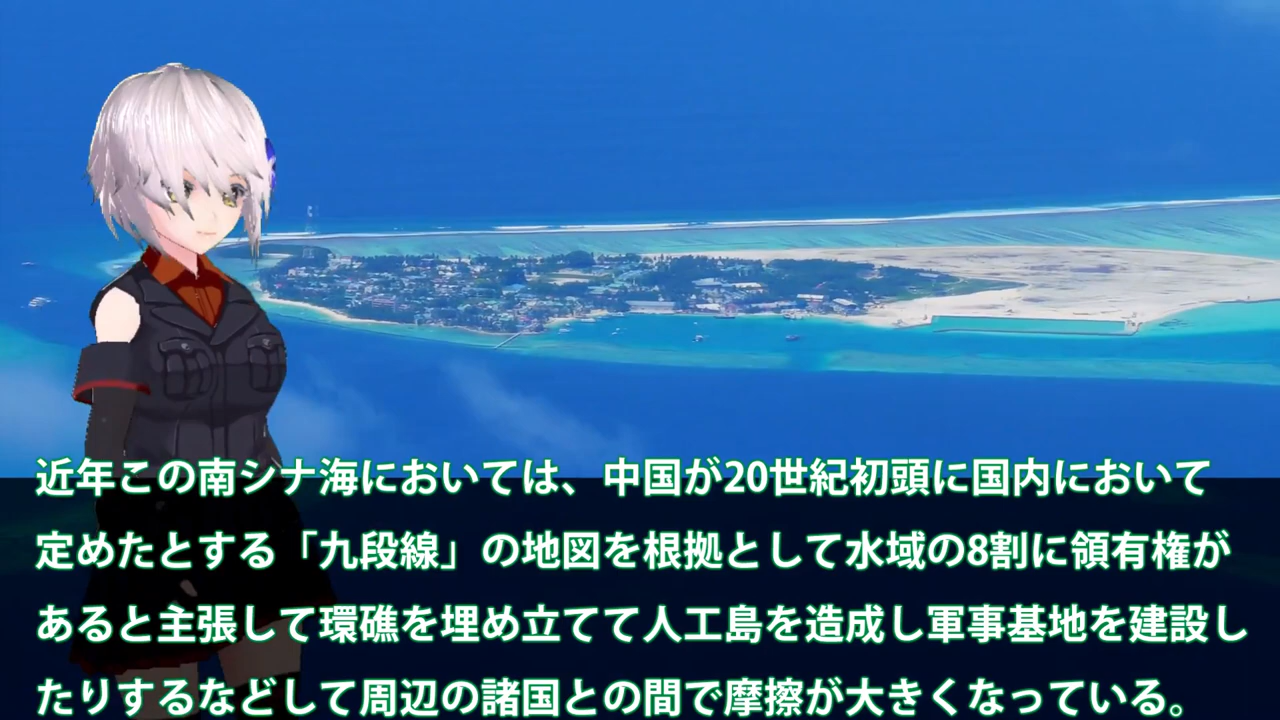 近年この南シナ海においては、中国が20世紀初頭に国内において
定めたとする「九段線」の地図を根拠として水域の8割に領有権が
あると主張して環礁を埋め立てて人工島を造成し軍事基地を建設し
たりするなどして周辺の諸国との間で摩擦が大きくなっている。